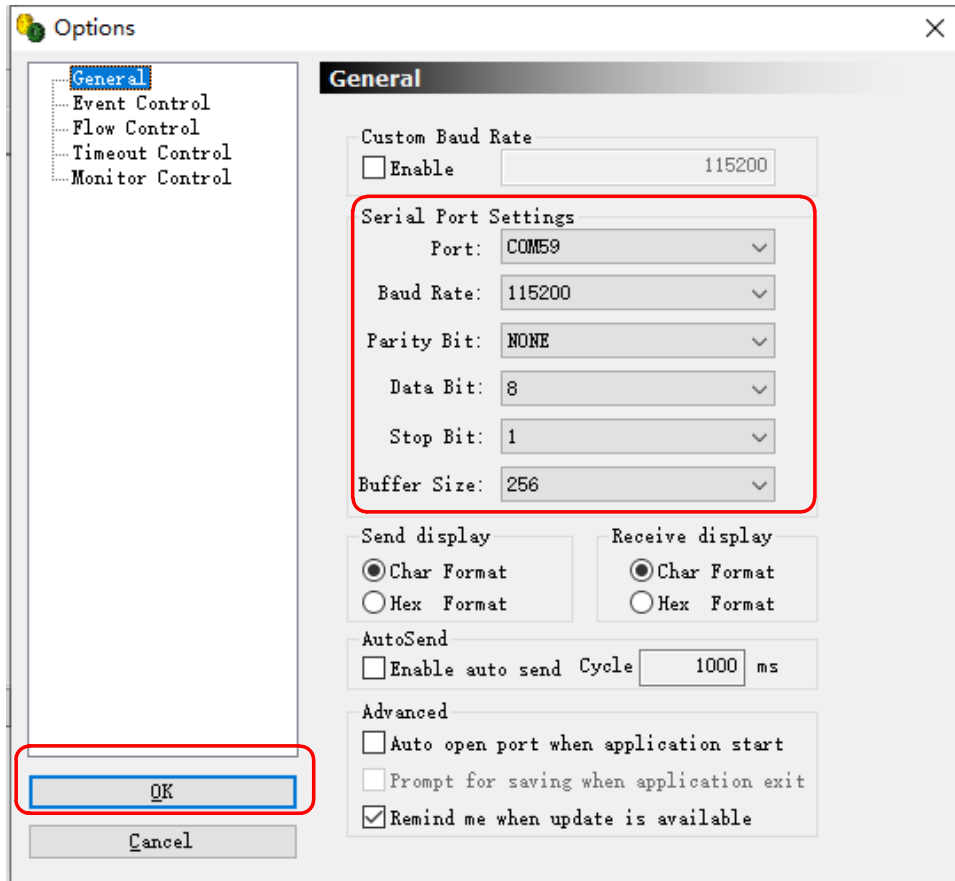 Options
General
Event Control
Flow Control
Timeout Control
Monitor Control
OK
Cancel
General
Custom Baud Rate
Enable 115200
Serial Port Settings
Port: COM59
Baud Rate: 115200
Parity Bit: NONE
Data Bit: 8
Stop Bit: 1
Buffer Size: 256
Send display
Char Format
Hex Format
Receive display
Char Format
Hex Format
AutoSend
Enable auto send Cycle 1000 ms
Advanced
Auto open port when application start
Prompt for saving when application exit
Remind me when update is available